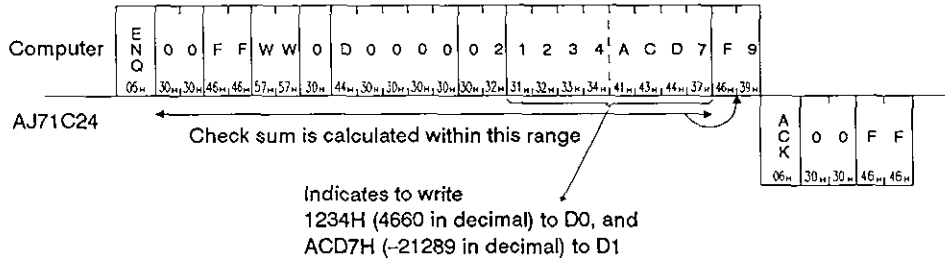 Computer
ENQ 0 0 F F W W 0 D 0 0 0 0 0 2 1 2 3 4 A C D 7 F 9
05H 30H 30H 46H 46H 57H 57H 30H 44H 30H 30H 30H 30H 30H 32H 31H 32H 33H 34H 41H 43H 44H 37H 46H 39H
AJ71C24
Check sum is calculated within this range
ACK 0 0 F F
06H 30H 30H 46H 46H
Indicates to write
1234H (4660 in decimal) to D0, and
ACD7H (–21289 in decimal) to D1